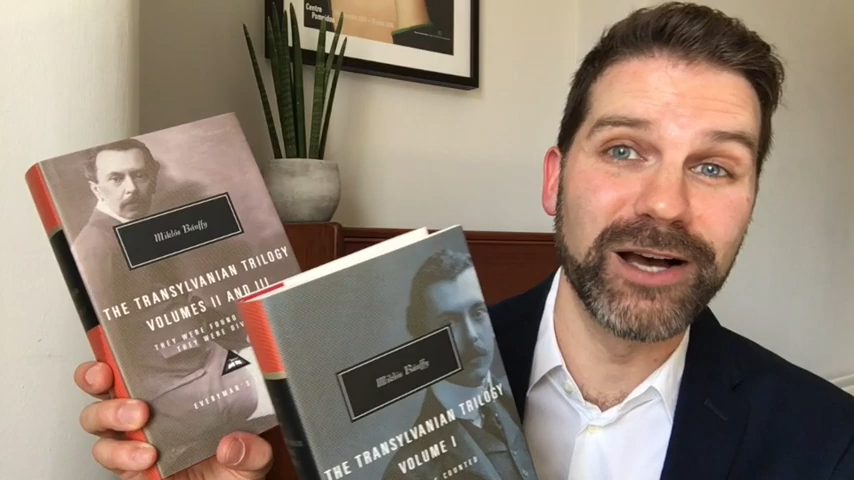 Centre
Miklós Bánffy
THE TRANSYLVANIAN TRILOGY
VOLUMES II AND III
THEY WERE FOUND
THEY WERE DIV
EVERYMAN'S
Miklós Bánffy
THE TRANSYLVANIAN TRILOGY
VOLUME I
COUNTED